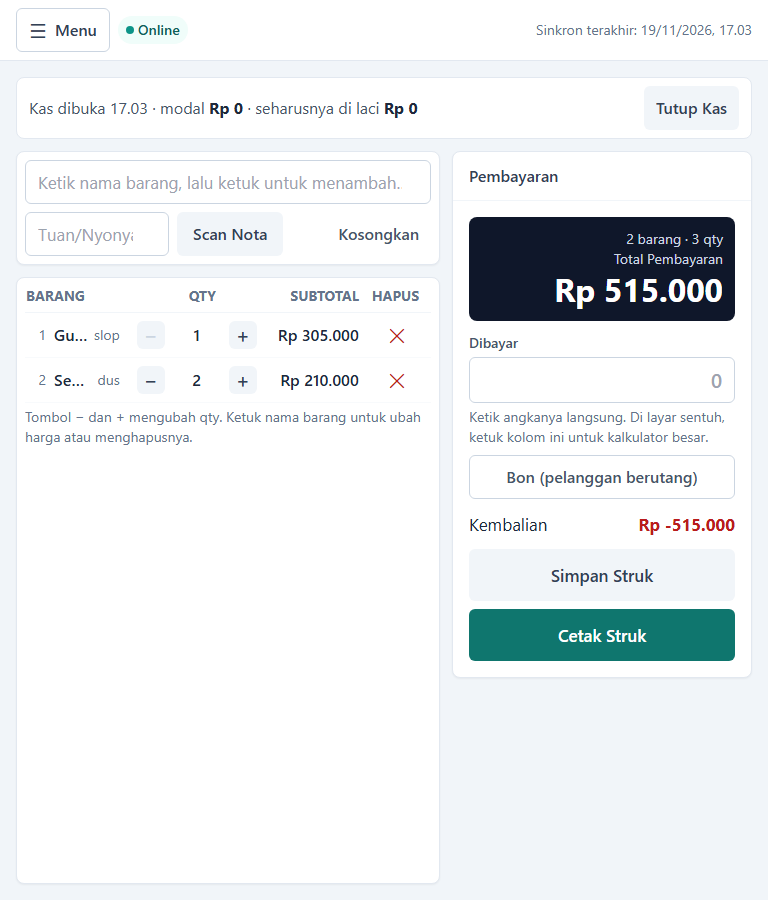 ☰ Menu
Online
Sinkron terakhir: 19/11/2026, 17.03
Kas dibuka 17.03 · modal Rp 0 · seharusnya di laci Rp 0
Tutup Kas
Ketik nama barang, lalu ketuk untuk menambah.
Tuan/Nyonya
Scan Nota
Kosongkan
BARANG QTY SUBTOTAL HAPUS
1 Gu... slop − 1 + Rp 305.000
2 Se... dus − 2 + Rp 210.000
Tombol − dan + mengubah qty. Ketuk nama barang untuk ubah
harga atau menghapusnya.
Pembayaran
2 barang · 3 qty
Total Pembayaran
Rp 515.000
Dibayar
0
Ketik angkanya langsung. Di layar sentuh,
ketuk kolom ini untuk kalkulator besar.
Bon (pelanggan berutang)
Kembalian Rp -515.000
Simpan Struk
Cetak Struk